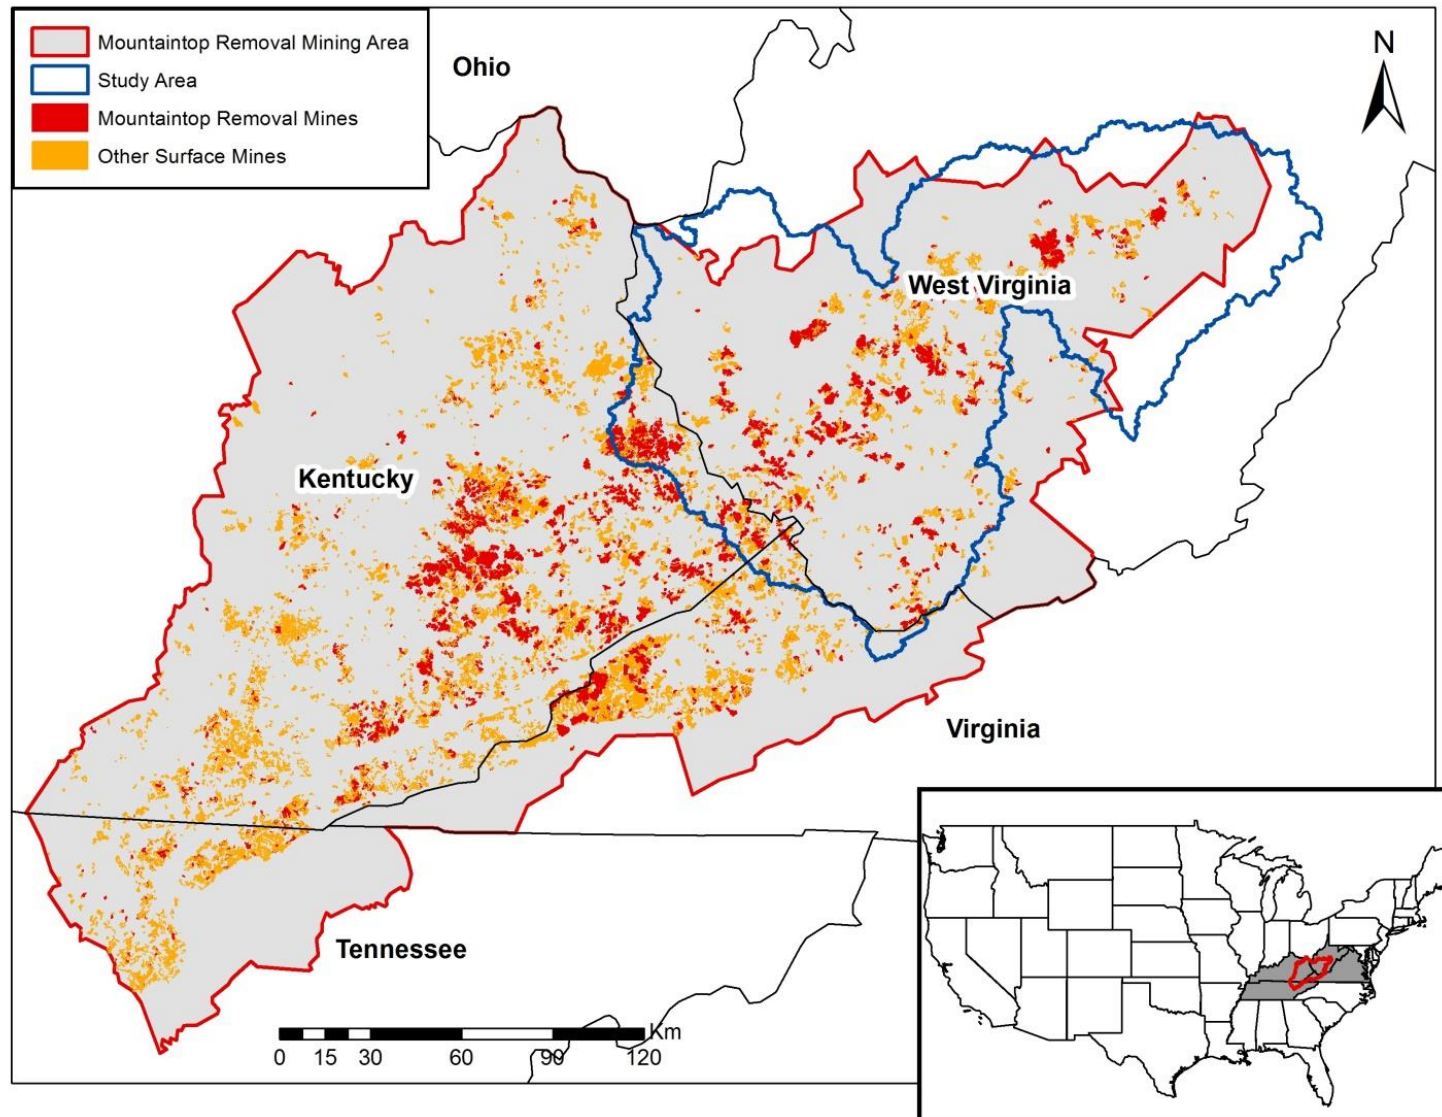 Mountaintop Removal Mining Area
Study Area
Mountaintop Removal Mines
Other Surface Mines
Ohio
N
West Virginia
Kentucky
Virginia
Tennessee
Km
0 15 30 60 90 120